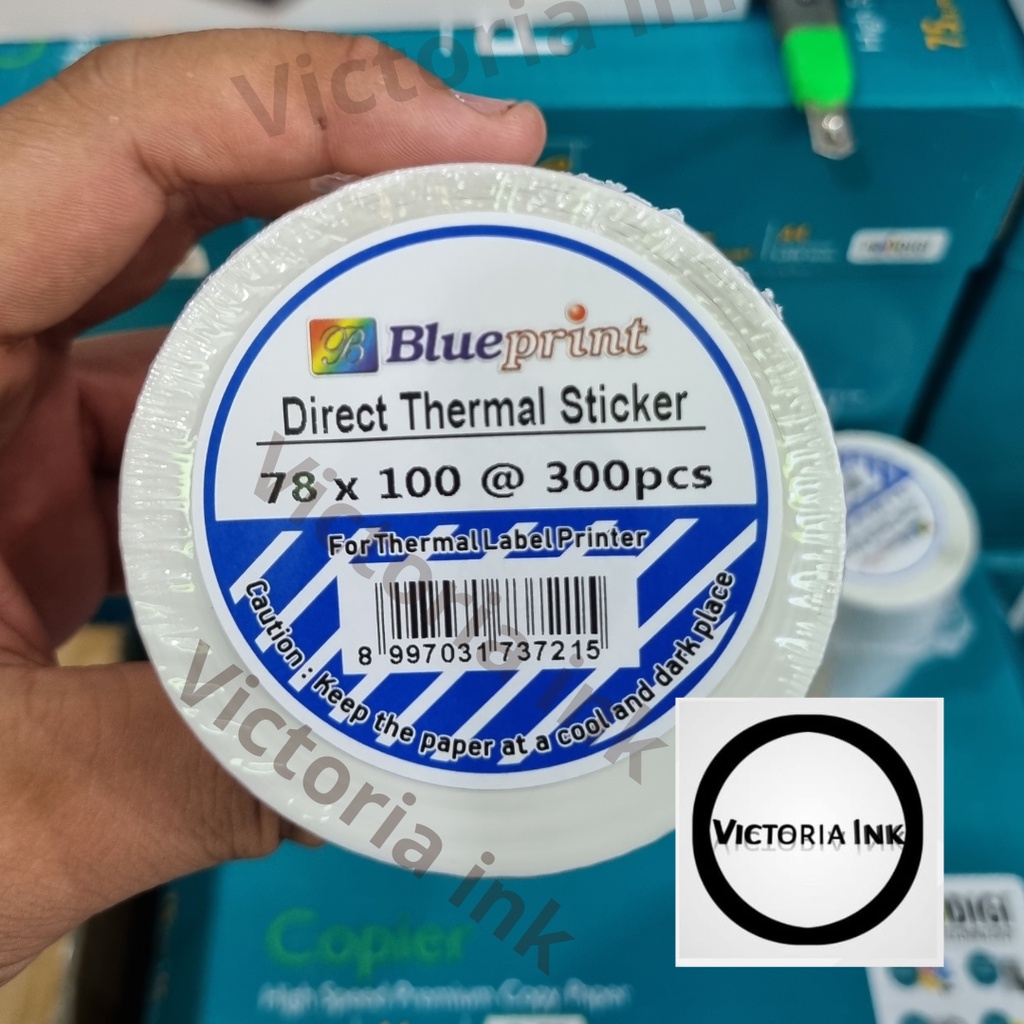 Victoria Ink
B Blueprint
Direct Thermal Sticker
78 x 100 @ 300pcs
For Thermal Label Printer
8 997031 737215
Caution : Keep the paper at a cool and dark place
Victoria ink
Victoria ink
VICTORIA INK
Copier
High Speed Premium Copy Paper
DIGI